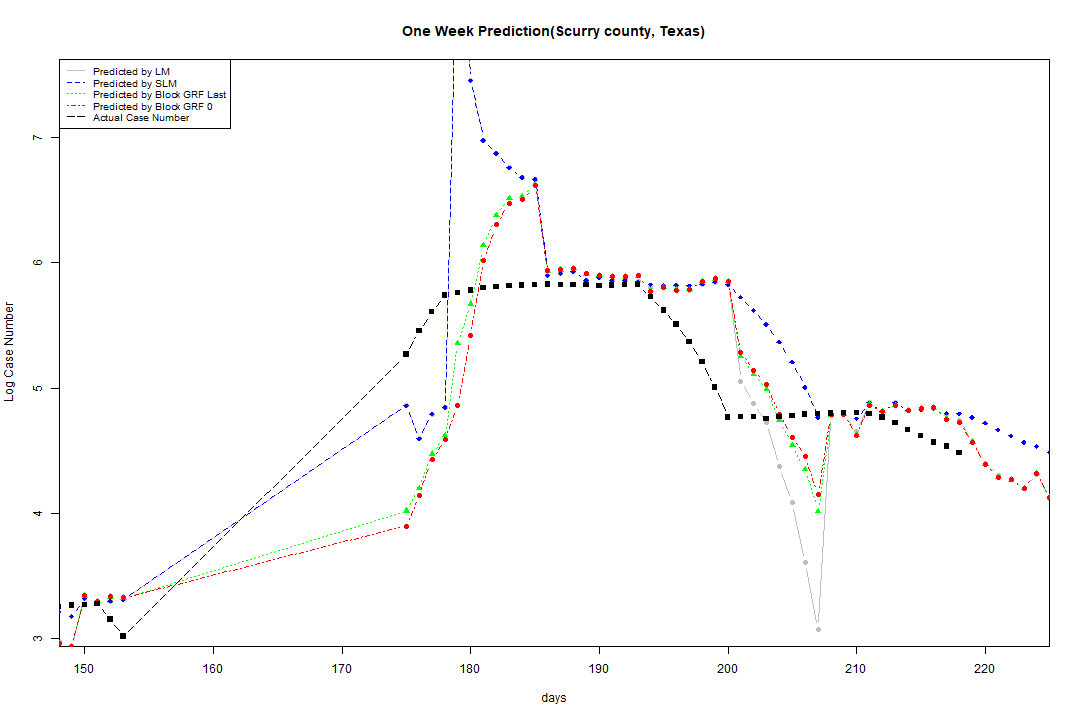 One Week Prediction(Scurry county, Texas)
Predicted by LM
Predicted by SLM
Predicted by Block GRF Last
Predicted by Block GRF 0
Actual Case Number
Log Case Number
7
6
5
4
3
150 160 170 180 190 200 210 220
days